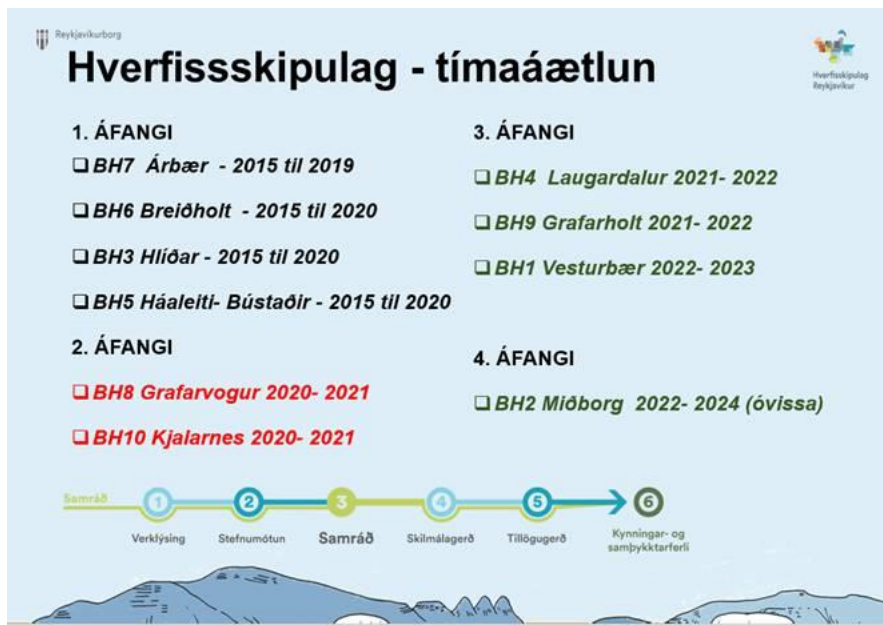 Reykjavíkurborg
Hverfissskipulag - tímaáætlun
Hverfisskipulag
Reykjavíkur
1. ÁFANGI
BH7 Árbær - 2015 til 2019
BH6 Breiðholt - 2015 til 2020
BH3 Hlíðar - 2015 til 2020
BH5 Háaleiti- Bústaðir - 2015 til 2020
2. ÁFANGI
BH8 Grafarvogur 2020- 2021
BH10 Kjalarnes 2020- 2021
3. ÁFANGI
BH4 Laugardalur 2021- 2022
BH9 Grafarholt 2021- 2022
BH1 Vesturbær 2022- 2023
4. ÁFANGI
BH2 Miðborg 2022- 2024 (óvissa)
Samráð
1 2 3 4 5 6
Verklýsing Stefnumótun Samráð Skilmálagerð Tillögugerð Kynningar- og
samþykktarferli